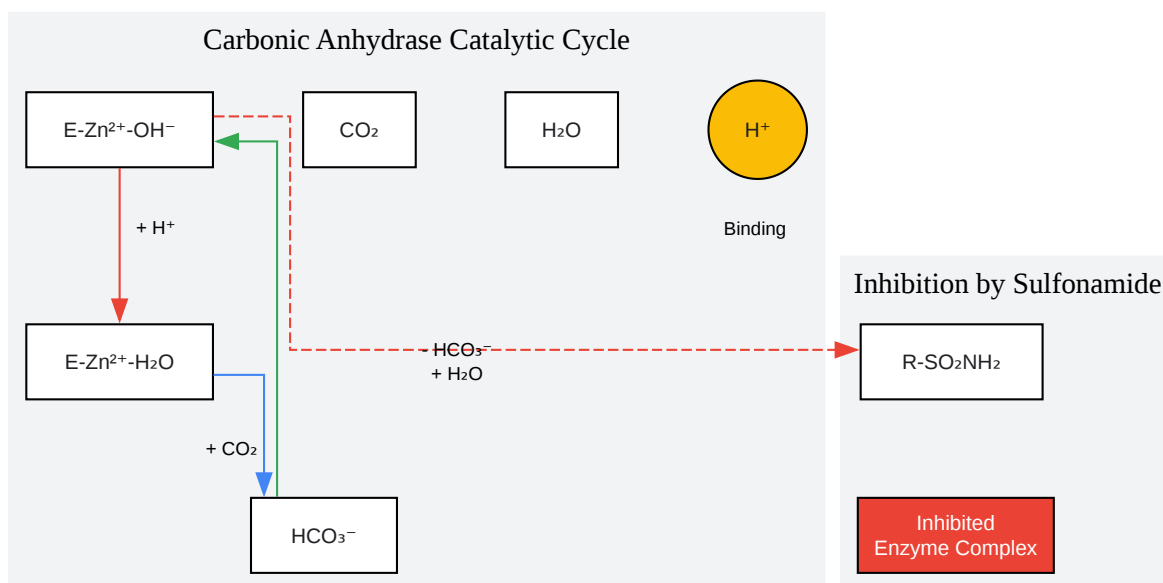 Carbonic Anhydrase Catalytic Cycle
E-Zn²⁺-OH⁻
CO₂
H₂O
H⁺
+ H⁺
Binding
Inhibition by Sulfonamide
E-Zn²⁺-H₂O
- HCO₃⁻
+ H₂O
R-SO₂NH₂
+ CO₂
HCO₃⁻
Inhibited
Enzyme Complex